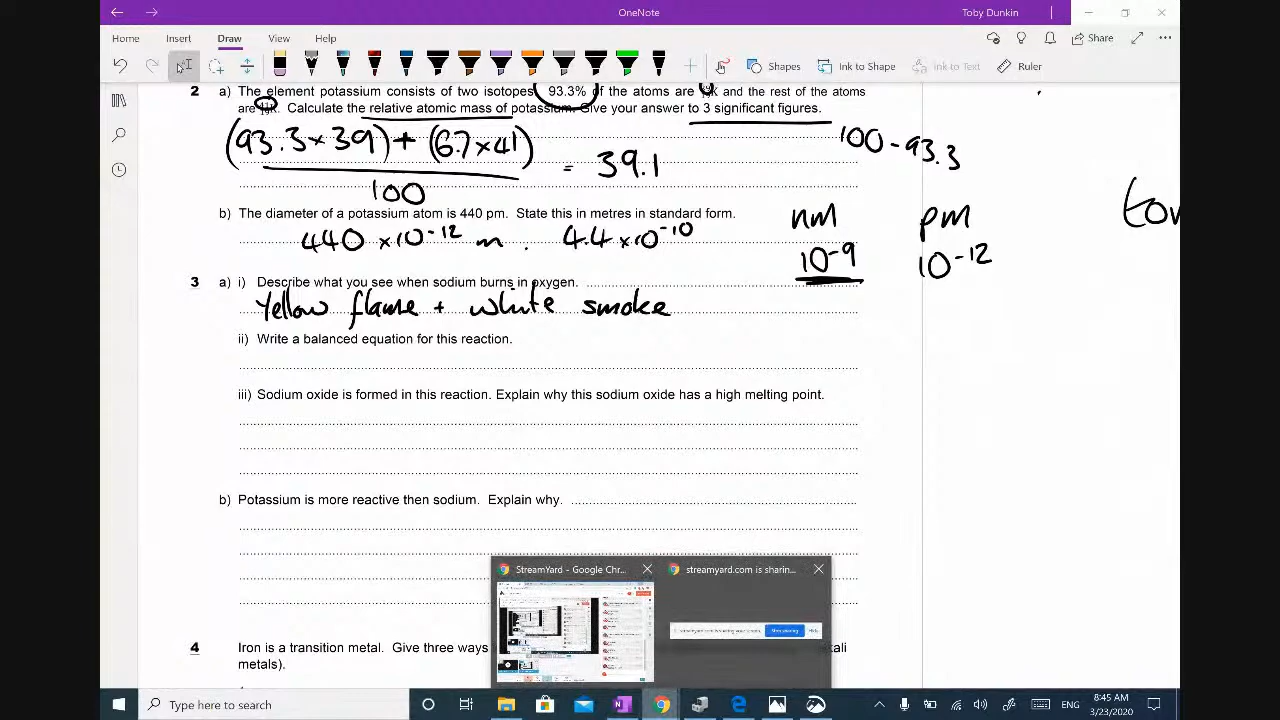 OneNote
Toby Dunkin
Home Insert Draw View Help
Share
Shapes Ink to Shape Ruler
2 a) The element potassium consists of two isotopes 93.3% of the atoms are K and the rest of the atoms
are K. Calculate the relative atomic mass of potassium. Give your answer to 3 significant figures.
(93.3 × 39) + (6.7 × 41)
100
= 39.1
100 - 93.3
b) The diameter of a potassium atom is 440 pm. State this in metres in standard form.
440 × 10⁻¹² m . 4.4 × 10⁻¹⁰
nm pm
10⁻⁹ 10⁻¹²
3 a) i) Describe what you see when sodium burns in oxygen.
Yellow flame + white smoke
ii) Write a balanced equation for this reaction.
iii) Sodium oxide is formed in this reaction. Explain why this sodium oxide has a high melting point.
b) Potassium is more reactive then sodium. Explain why.
StreamYard - Google Chr...
streamyard.com is sharin...
Stop sharing Hide
4 a transition metal. Give three ways
metals).
Type here to search
ENG
8:45 AM
3/23/2020